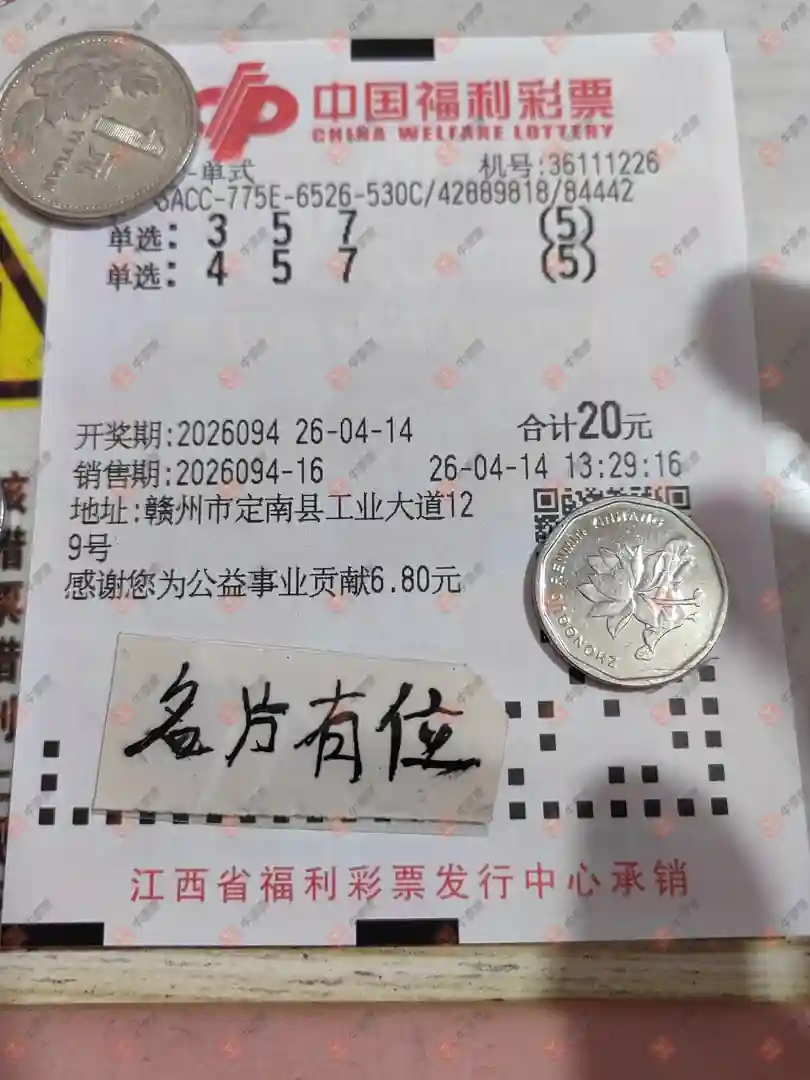 中国福利彩票
CHINA WELFARE LOTTERY
-单式 机号:36111226
5ACC-775E-6526-530C/42889818/84442
单选: 3 5 7 (5)
单选: 4 5 7 (5)
开奖期:2026094 26-04-14 合计20元
销售期:2026094-16 26-04-14 13:29:16
地址:赣州市定南县工业大道12
9号
感谢您为公益事业贡献6.80元
名片有位
江西省福利彩票发行中心承销